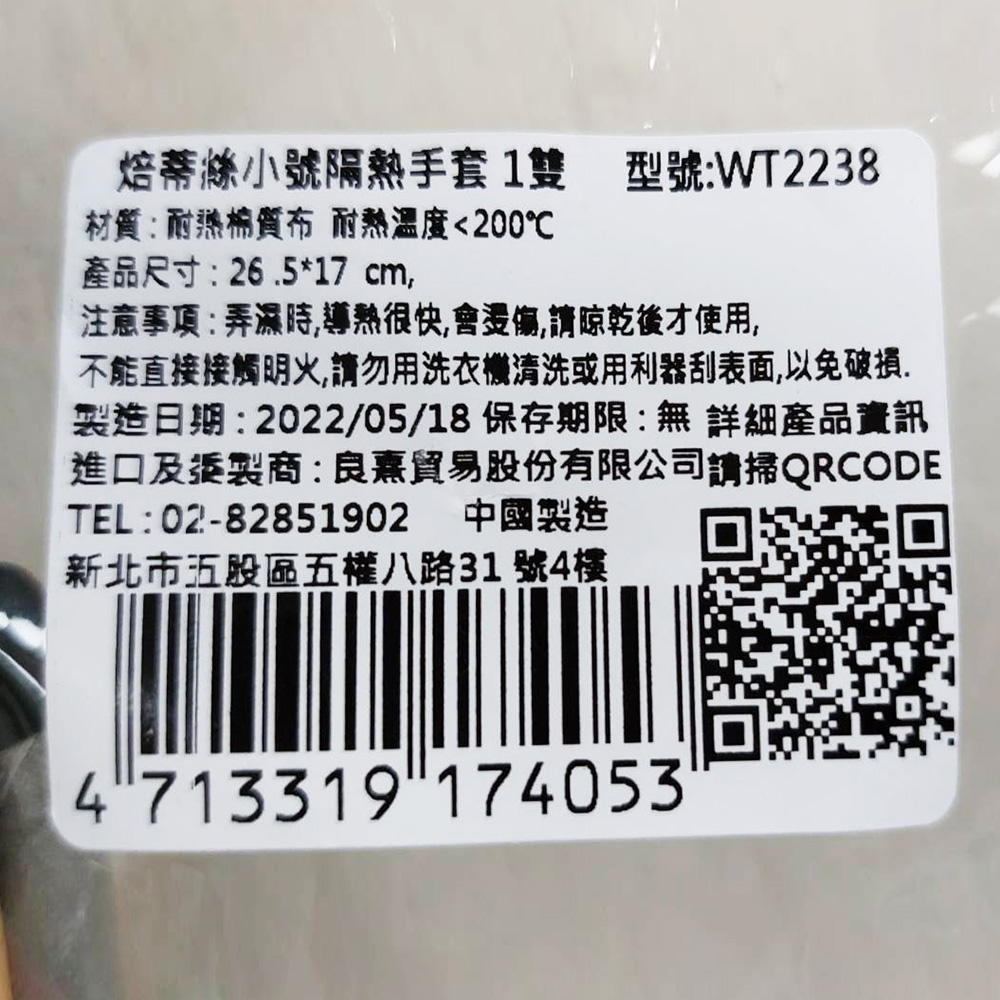 焙蒂絲小號隔熱手套 1雙 型號:WT2238
材質:耐熱棉質布 耐熱溫度<200℃
產品尺寸:26.5*17 cm,
注意事項:弄濕時,導熱很快,會燙傷,請晾乾後才使用,
不能直接接觸明火,請勿用洗衣機清洗或用利器刮表面,以免破損.
製造日期:2022/05/18 保存期限:無 詳細產品資訊
進口及委製商:良熹貿易股份有限公司請掃QRCODE
TEL:02-82851902 中國製造
新北市五股區五權八路31號4樓
4 713319 174053